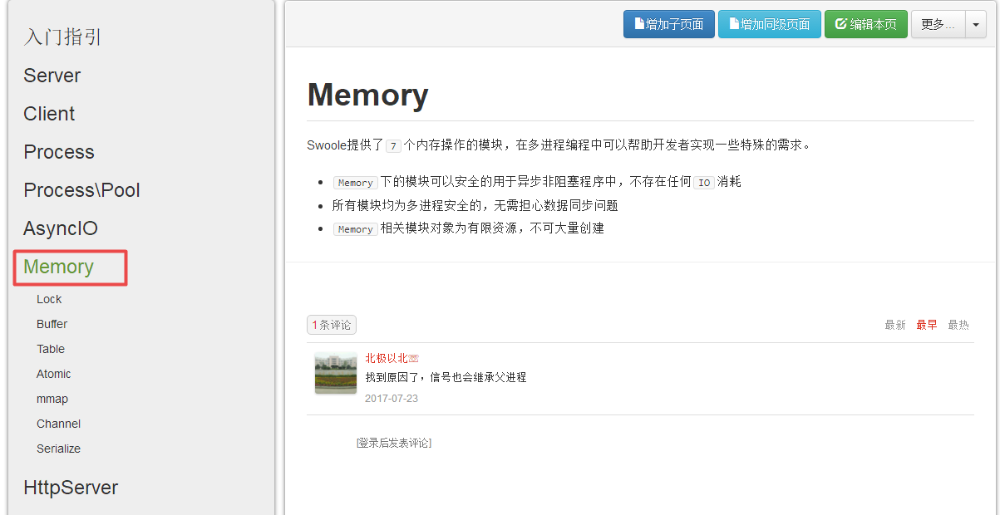 入门指引
Server
Client
Process
Process\Pool
AsyncIO
Memory
Lock
Buffer
Table
Atomic
mmap
Channel
Serialize
HttpServer
增加子页面 增加同级页面 编辑本页 更多...
Memory
Swoole提供了 7 个内存操作的模块，在多进程编程中可以帮助开发者实现一些特殊的需求。
Memory 下的模块可以安全的用于异步非阻塞程序中，不存在任何 IO 消耗
所有模块均为多进程安全的，无需担心数据同步问题
Memory 相关模块对象为有限资源，不可大量创建
1条评论 最新 最早 最热
北极以北☏
找到原因了，信号也会继承父进程
2017-07-23
[登录后发表评论]